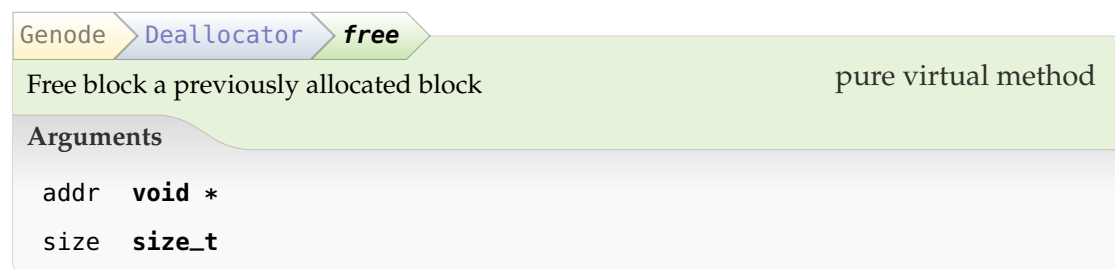 Genode Deallocator free
Free block a previously allocated block pure virtual method
Arguments
addr void *
size size_t